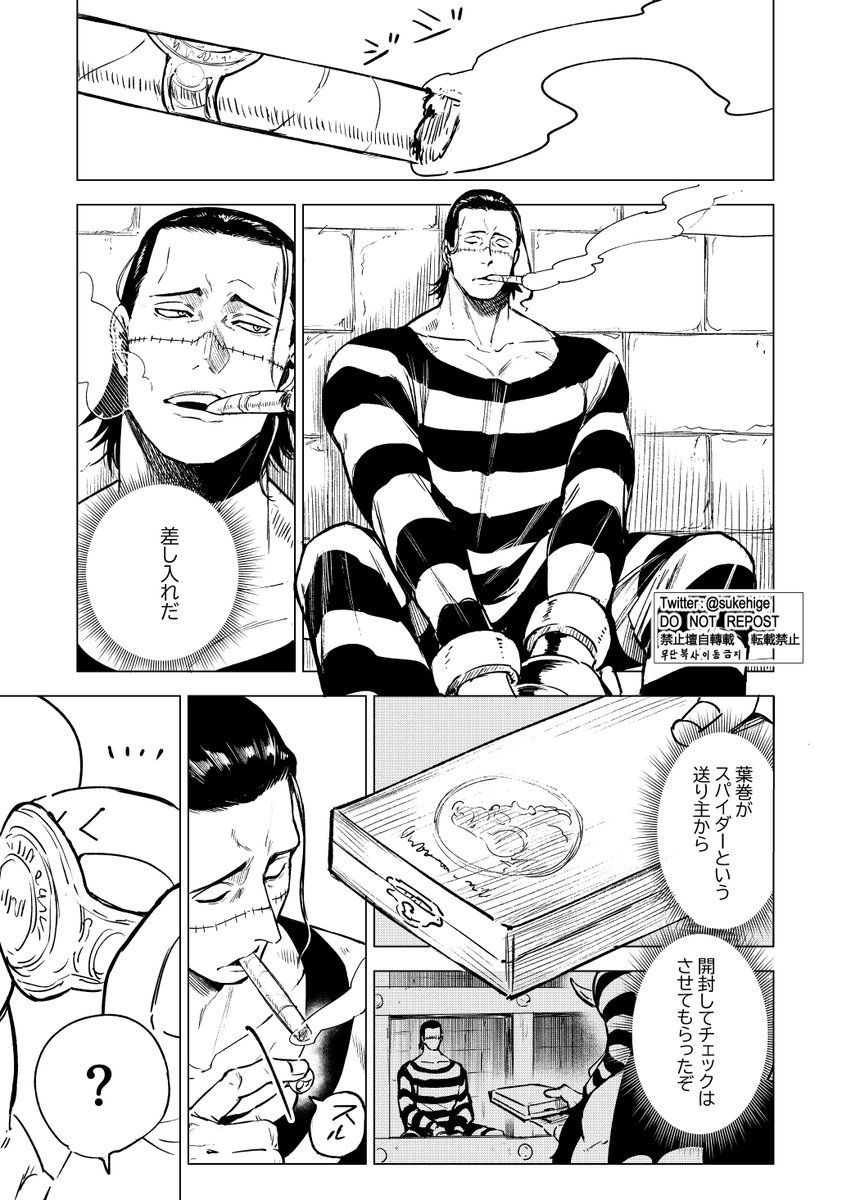 Twitter:@sukehige
DO NOT REPOST
禁止壇自轉載、転載禁止
무단복사,이동금지
差し入れだ
葉巻が
スパイダーという
送り主から
開封してチェックは
させてもらったぞ
スル
？